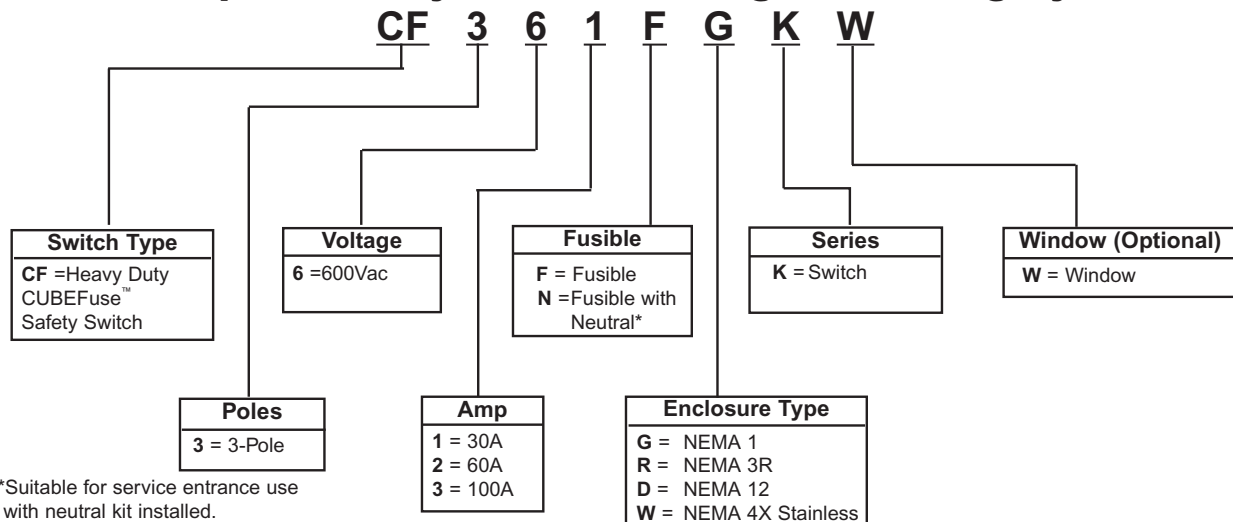 CF 3 6 1 F G K W
Switch Type
CF =Heavy Duty
CUBEFuse™
Safety Switch
Voltage
6 =600Vac
Fusible
F = Fusible
N =Fusible with
Neutral*
Series
K = Switch
Window (Optional)
W = Window
Poles
3 = 3-Pole
Amp
1 = 30A
2 = 60A
3 = 100A
Enclosure Type
G = NEMA 1
R = NEMA 3R
D = NEMA 12
W = NEMA 4X Stainless
*Suitable for service entrance use
with neutral kit installed.